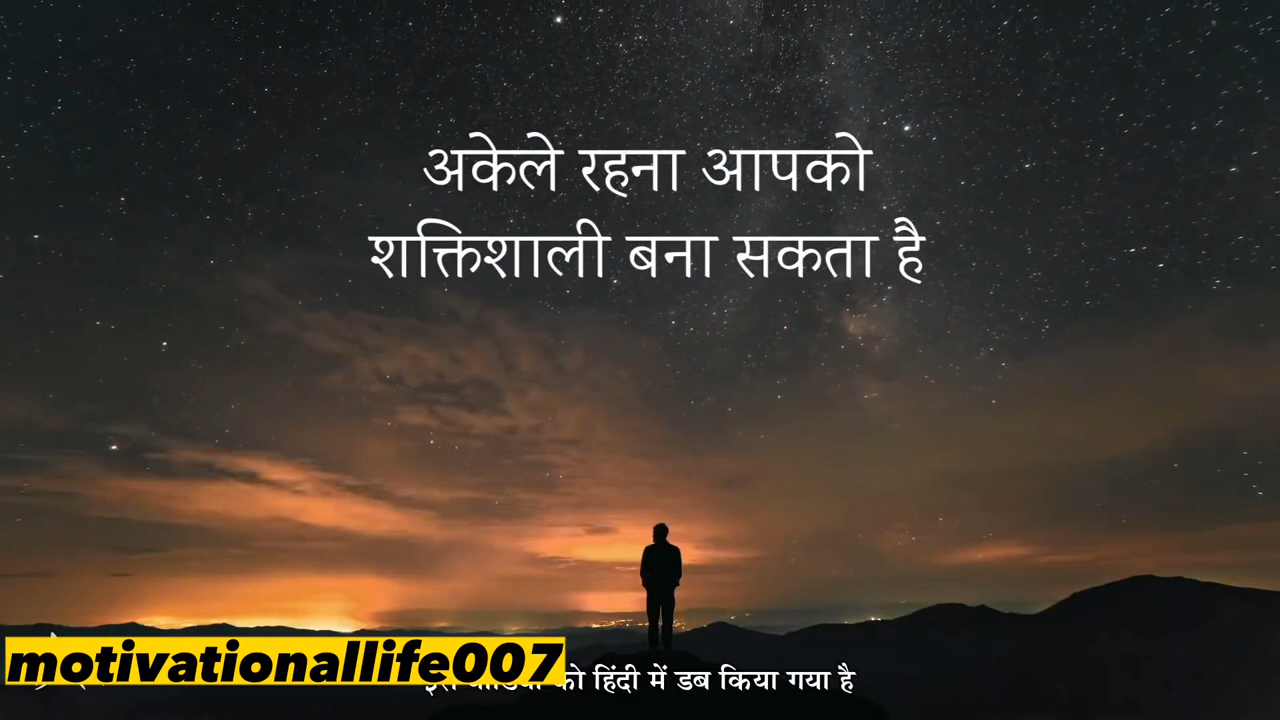 अकेले रहना आपको
शक्तिशाली बना सकता है
motivationallife007
को हिंदी में डब किया गया है